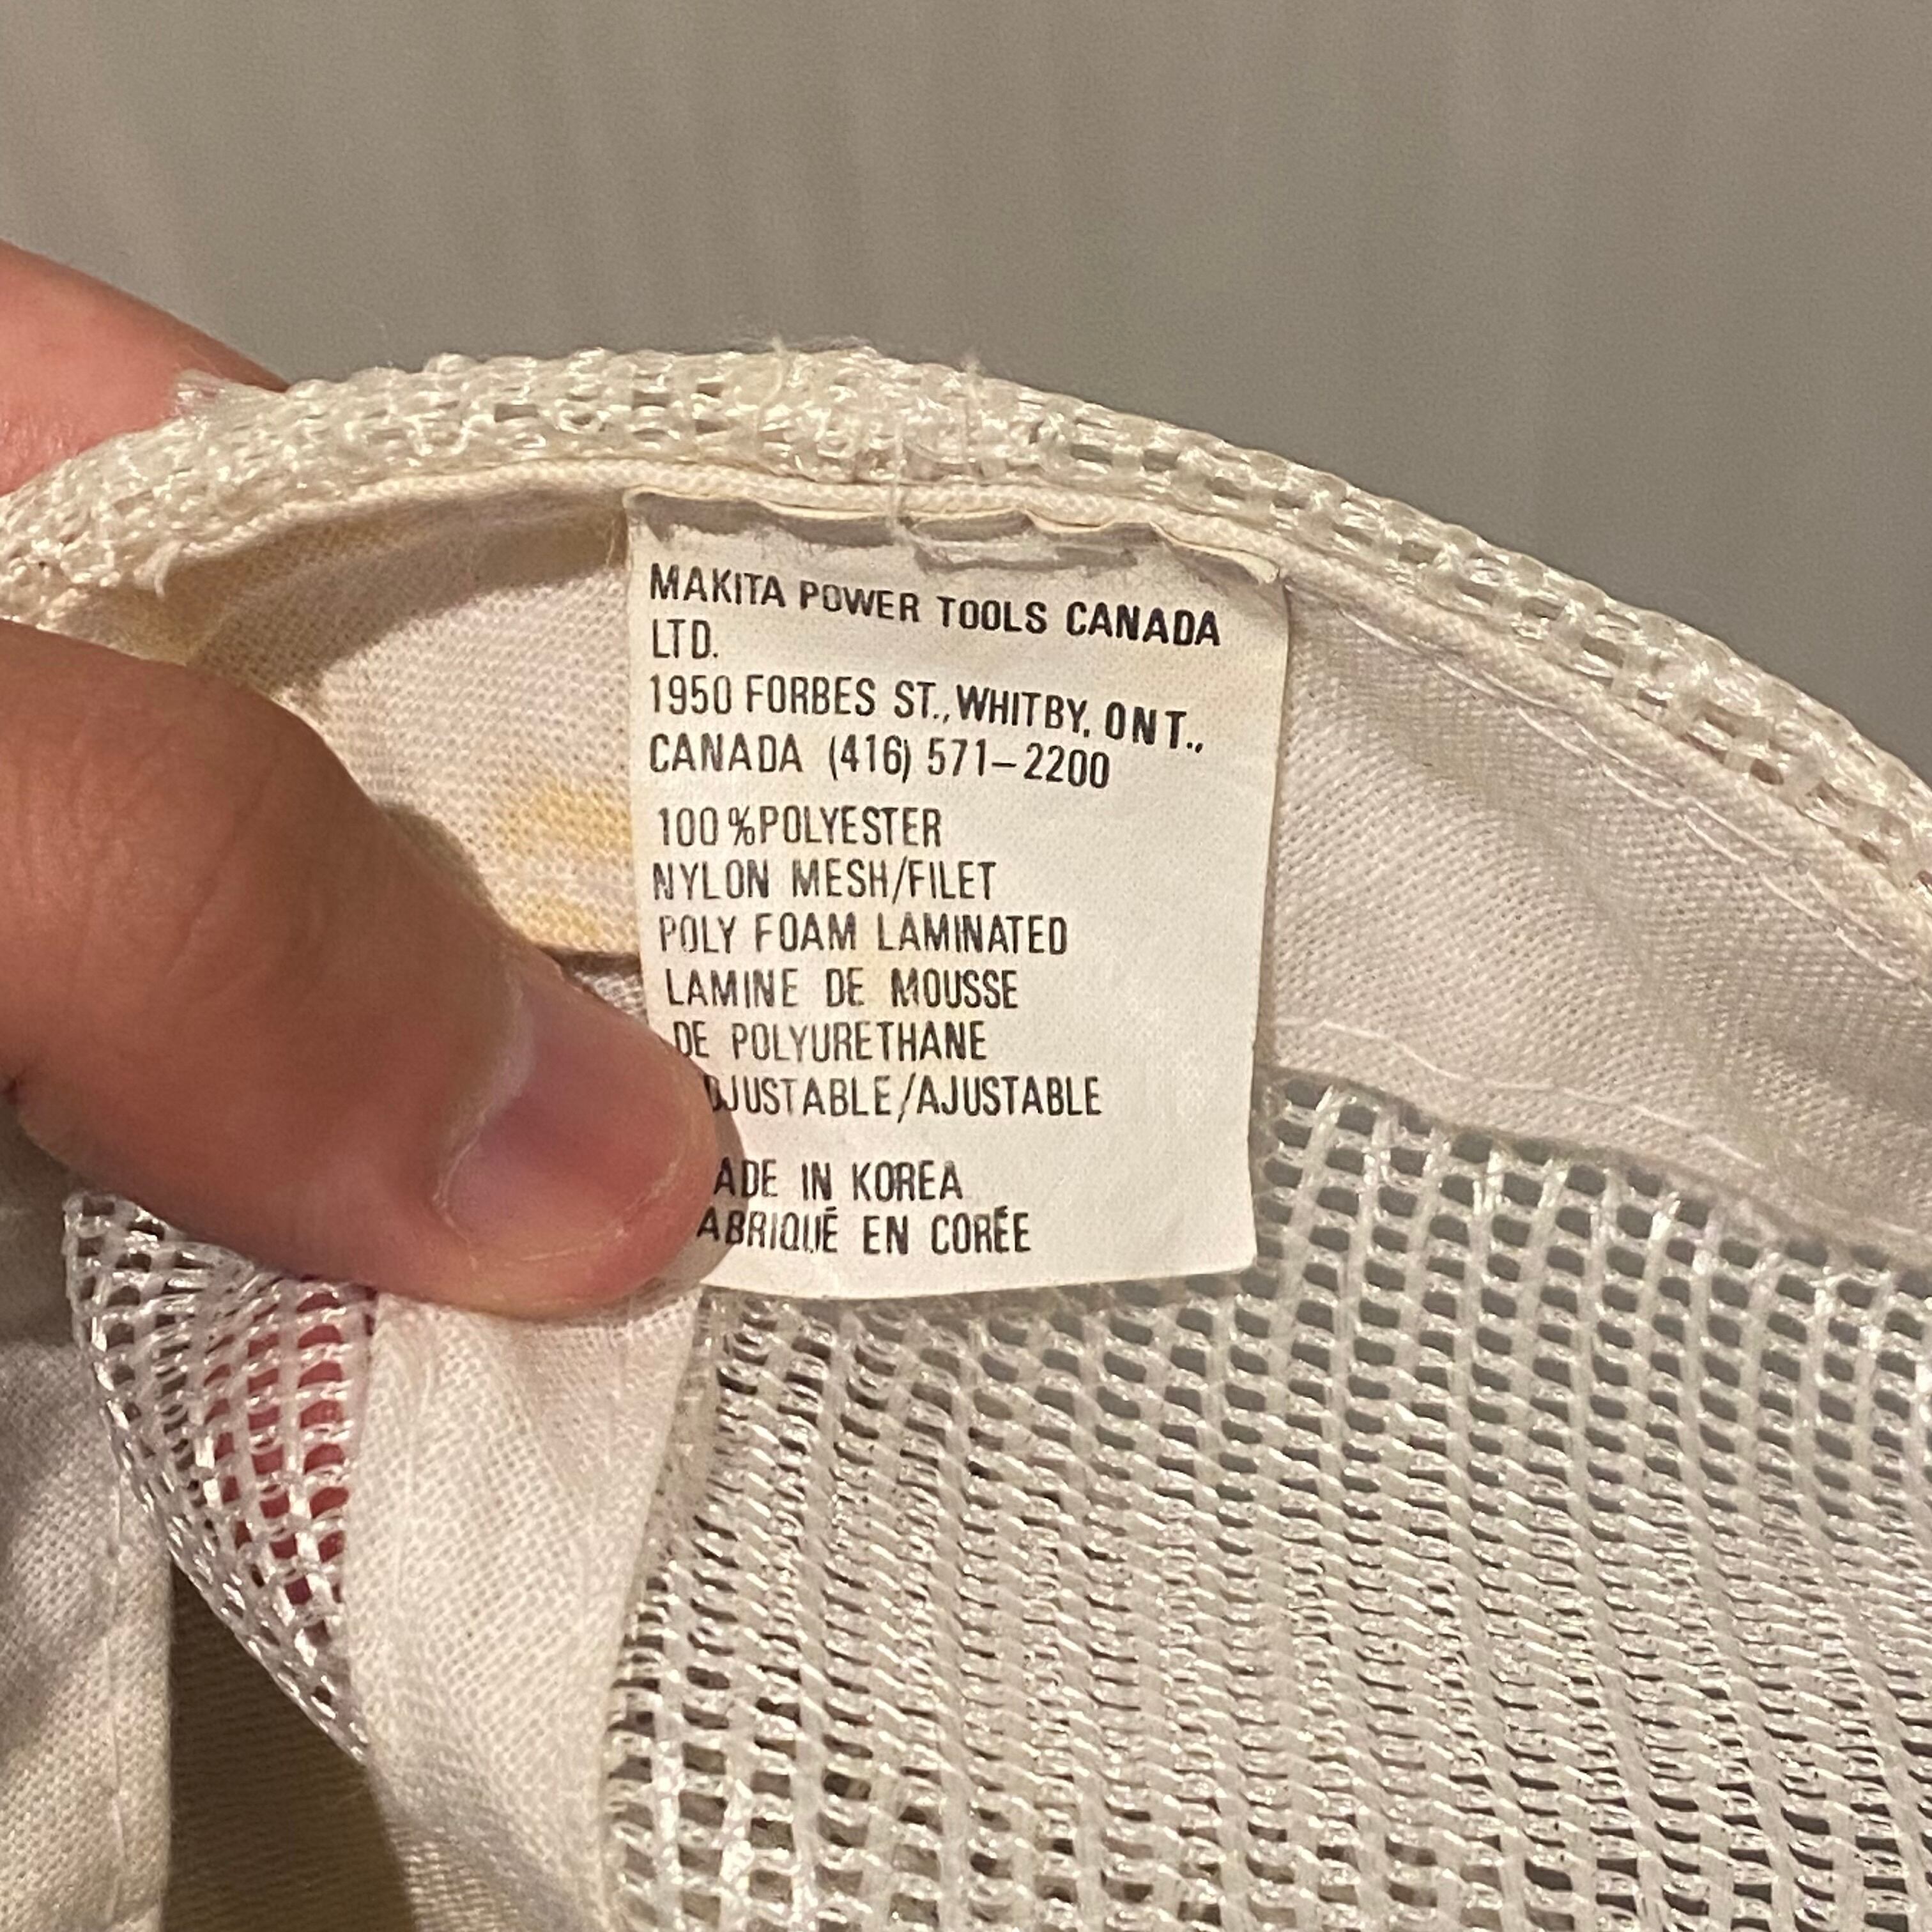 MAKITA POWER TOOLS CANADA
LTD.
1950 FORBES ST., WHITBY, ONT.,
CANADA (416) 571-2200
100%POLYESTER
NYLON MESH/FILET
POLY FOAM LAMINATED
LAMINE DE MOUSSE
DE POLYURETHANE
DJUSTABLE/AJUSTABLE
ADE IN KOREA
ABRIQUÉ EN CORÉE